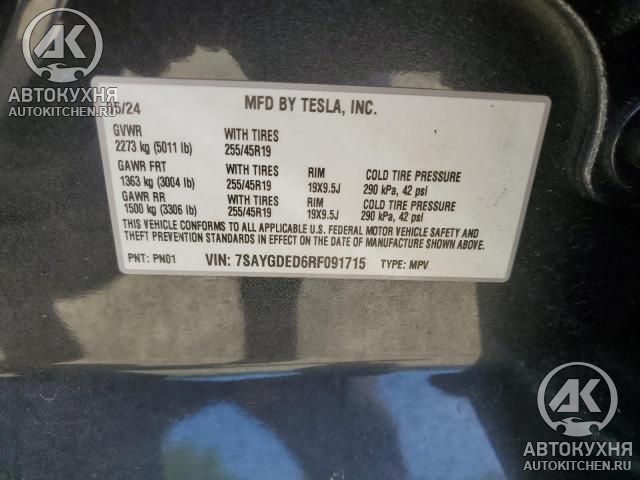 АК
АВТОКУХНЯ
AUTOKITCHEN.RU
05/24
MFD BY TESLA, INC.
GVWR WITH TIRES
2273 kg (5011 lb) 255/45R19
GAWR FRT WITH TIRES RIM COLD TIRE PRESSURE
1363 kg (3004 lb) 255/45R19 19X9.5J 290 kPa, 42 psi
GAWR RR WITH TIRES RIM COLD TIRE PRESSURE
1500 kg (3306 lb) 255/45R19 19X9.5J 290 kPa, 42 psi
THIS VEHICLE CONFORMS TO ALL APPLICABLE U.S. FEDERAL MOTOR VEHICLE SAFETY AND
THEFT PREVENTION STANDARDS IN EFFECT ON THE DATE OF MANUFACTURE SHOWN ABOVE.
PNT: PN01 VIN: 7SAYGDED6RF091715 TYPE: MPV
АК
АВТОКУХНЯ
AUTOKITCHEN.RU